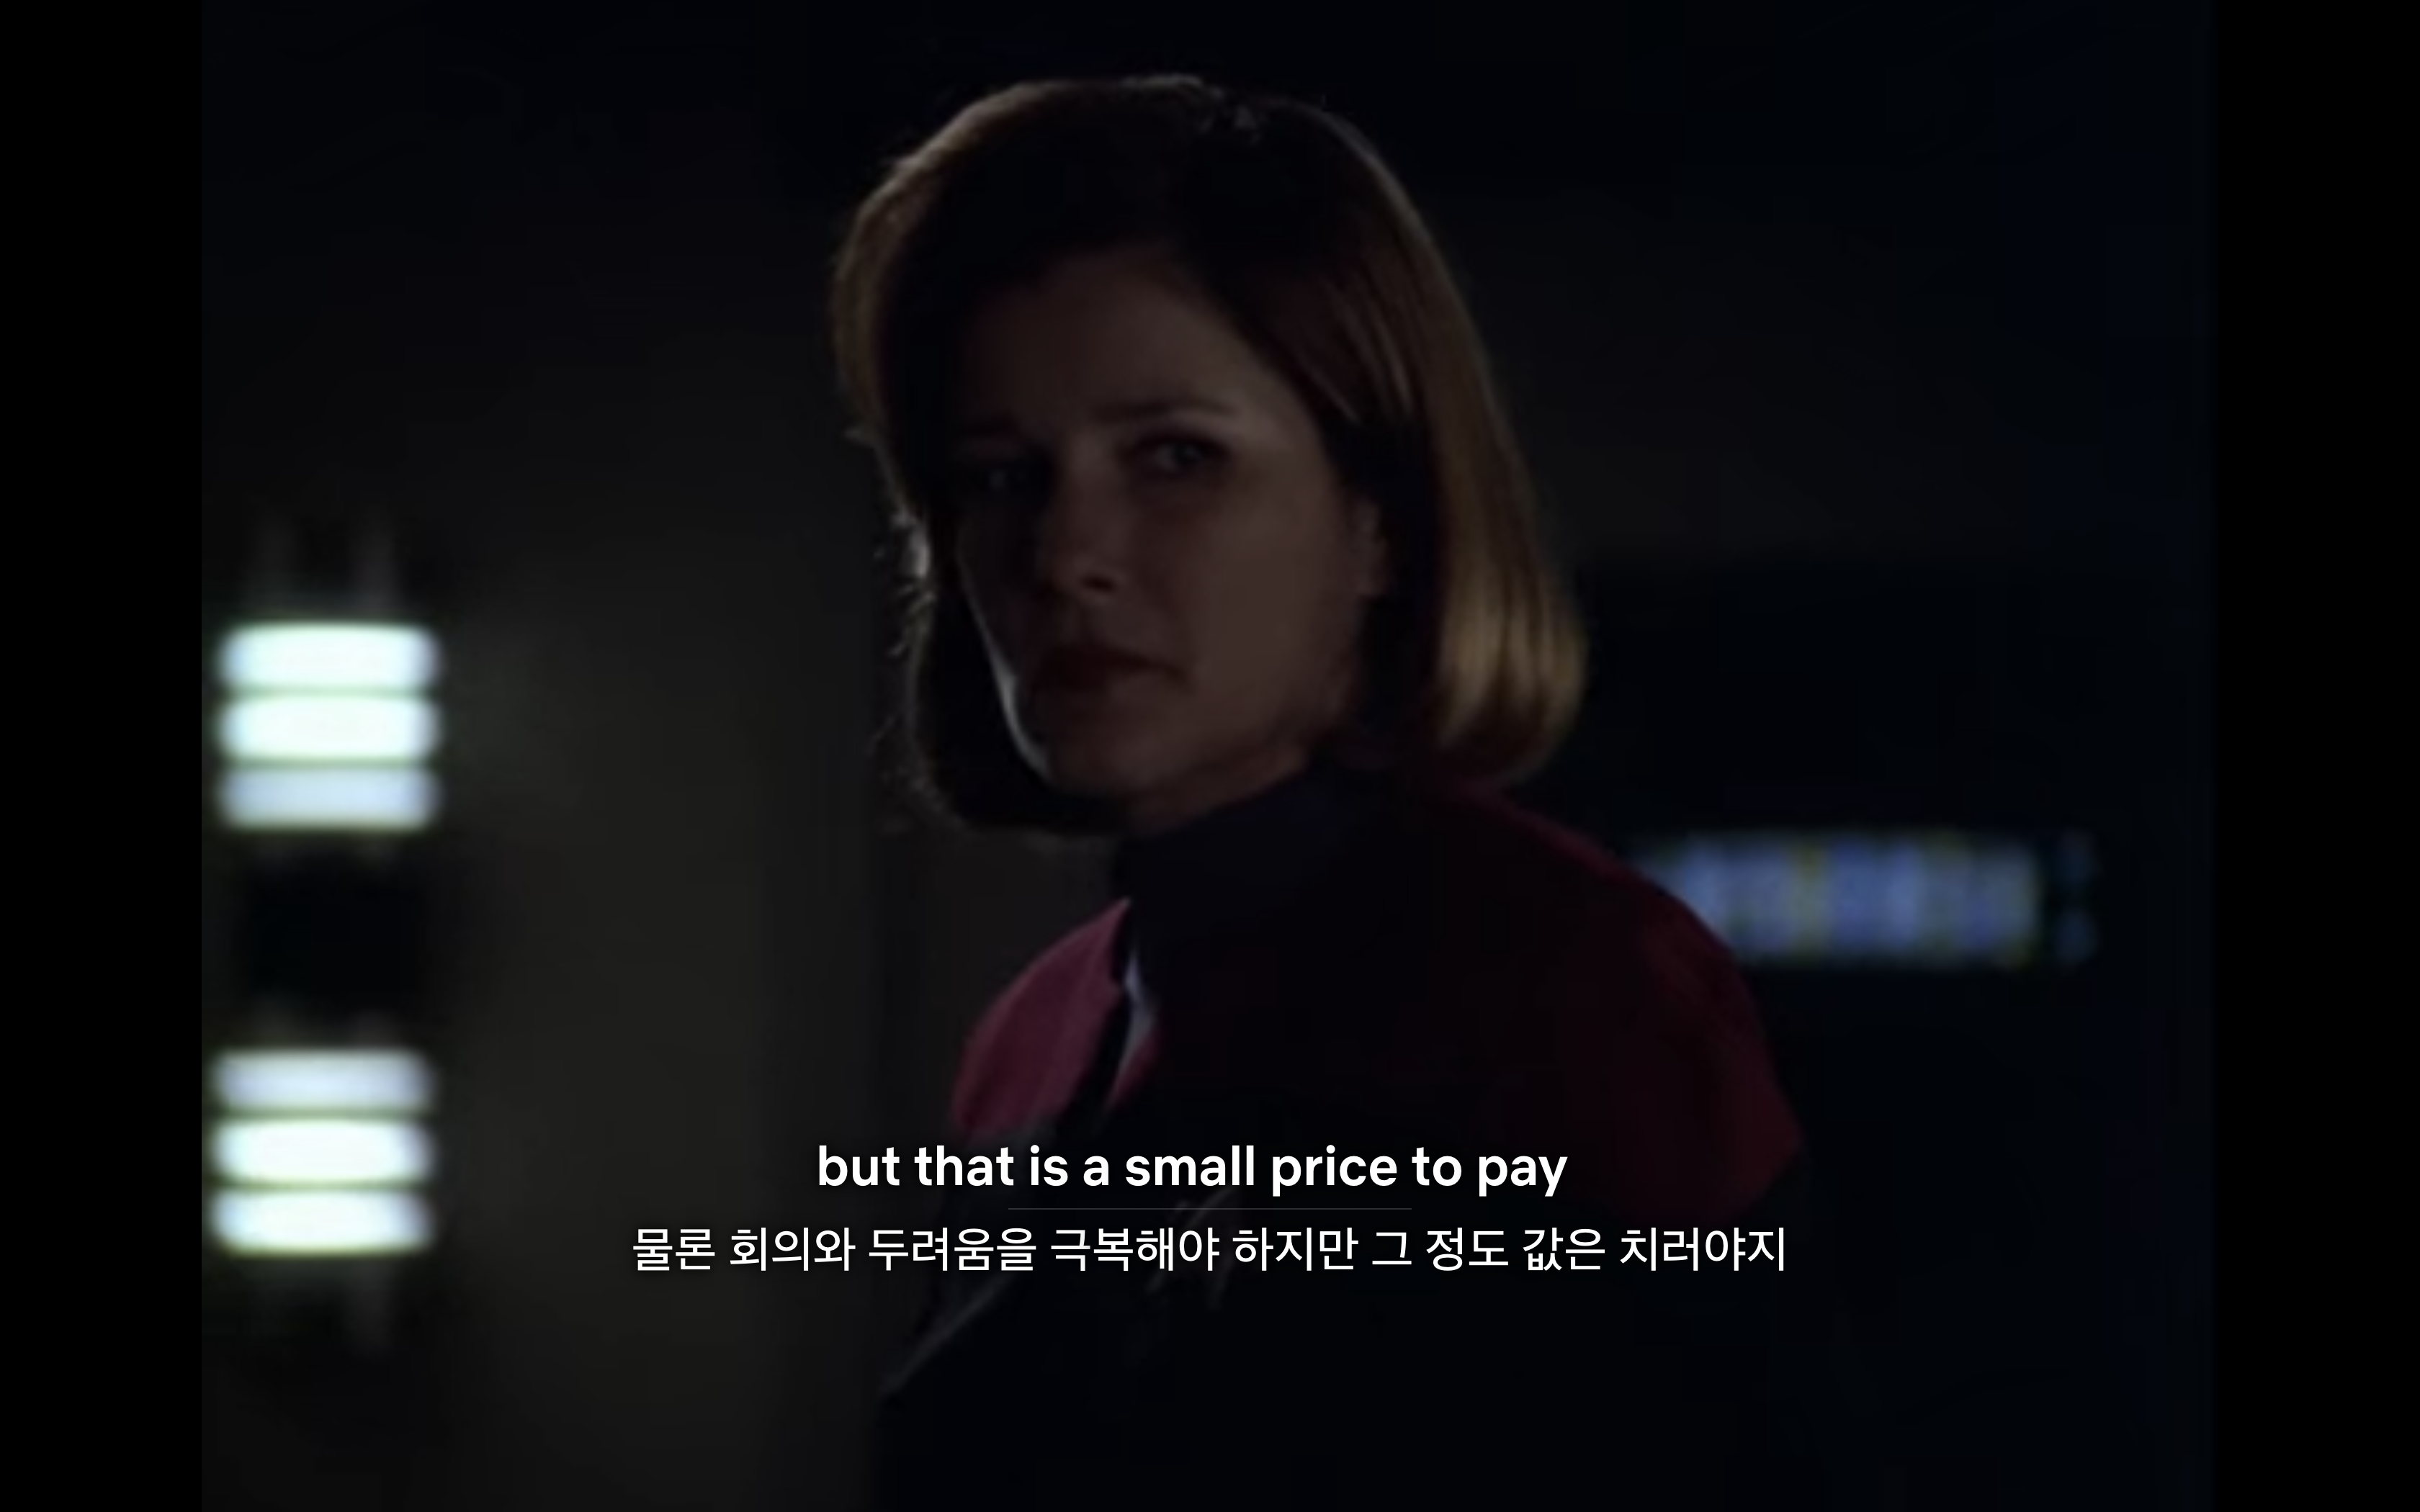 but that is a small price to pay
물론 회의와 두려움을 극복해야 하지만 그 정도 값은 치러야지